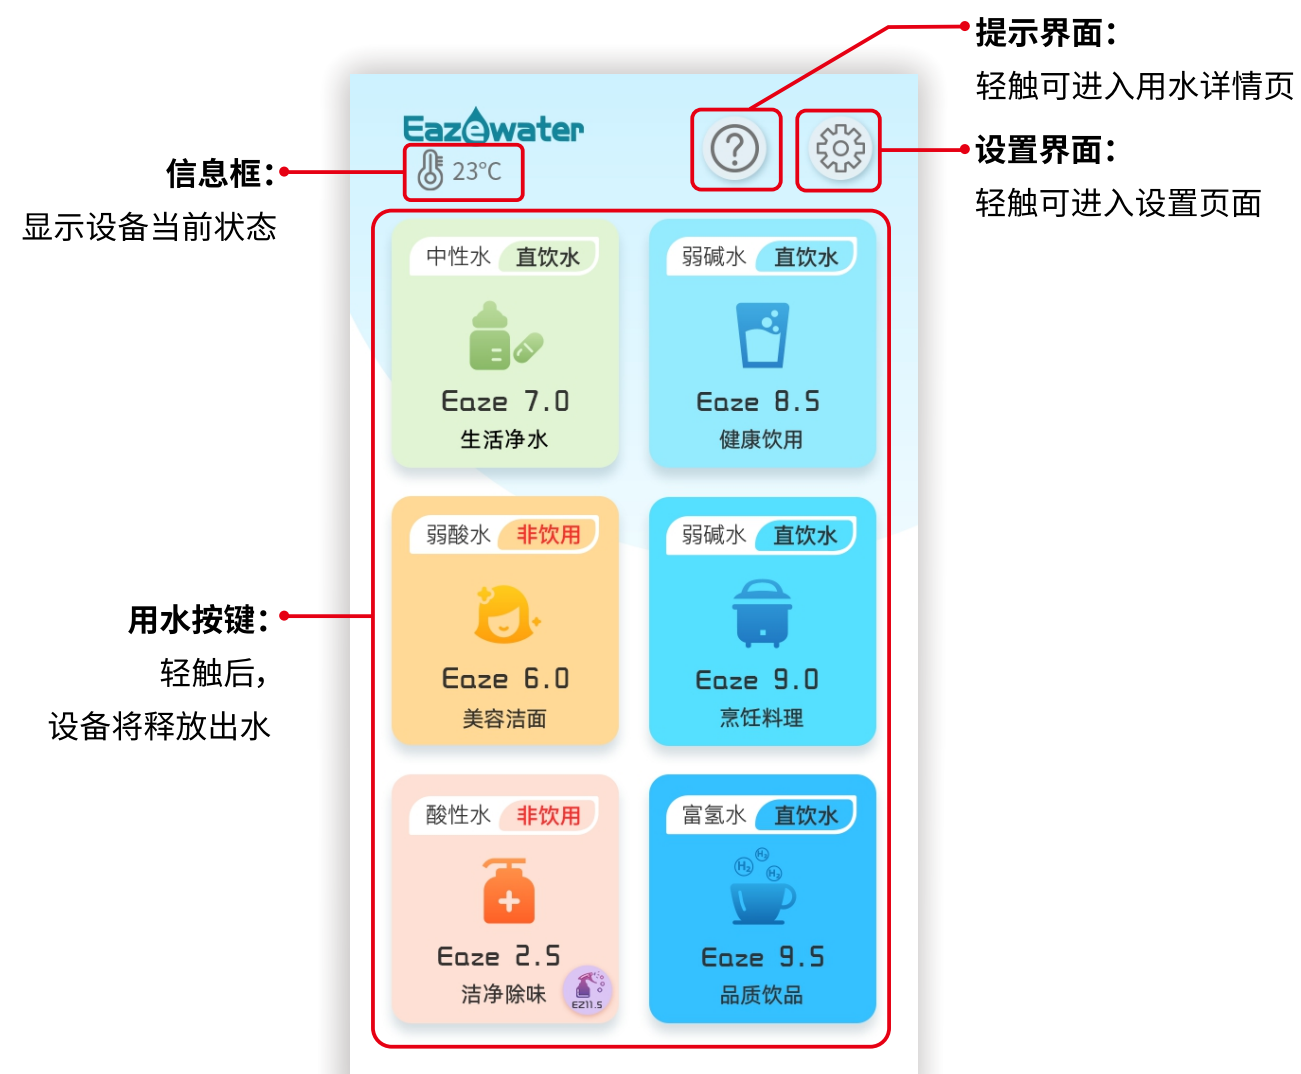 提示界面：
轻触可进入用水详情页
Eazewater
设置界面：
信息框：
23°C
轻触可进入设置页面
显示设备当前状态
中性水 直饮水
弱碱水 直饮水
Eaze 7.0
Eaze 8.5
生活净水
健康饮用
弱酸水 非饮用
弱碱水 直饮水
用水按键：
轻触后，
设备将释放出水
Eaze 6.0
Eaze 9.0
美容洁面
烹饪料理
酸性水 非饮用
富氢水 直饮水
H₂
H₂
H₂
Eaze 2.5
Eaze 9.5
洁净除味
品质饮品
EZ11.5